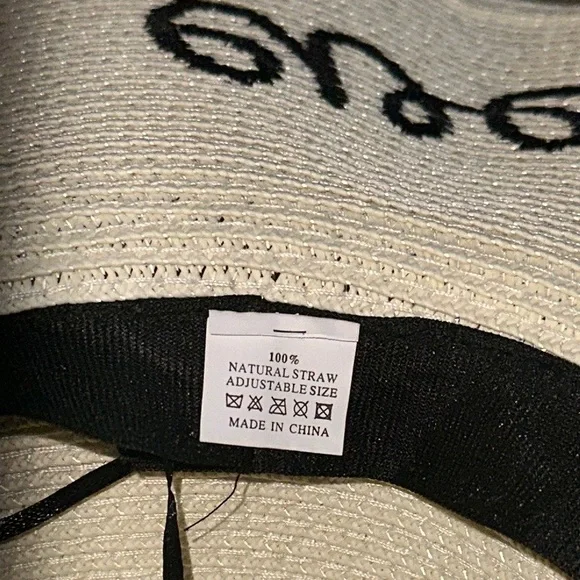 100%
NATURAL STRAW
ADJUSTABLE SIZE
MADE IN CHINA